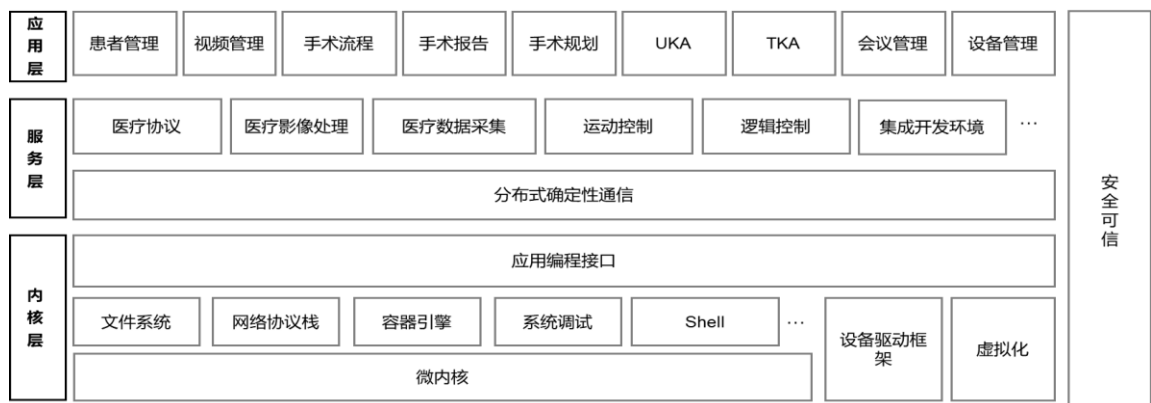 应用层
患者管理
视频管理
手术流程
手术报告
手术规划
UKA
TKA
会议管理
设备管理
服务层
医疗协议
医疗影像处理
医疗数据采集
运动控制
逻辑控制
集成开发环境
...
分布式确定性通信
内核层
应用编程接口
文件系统
网络协议栈
容器引擎
系统调试
Shell
...
设备驱动框
架
虚拟化
微内核
安全可信